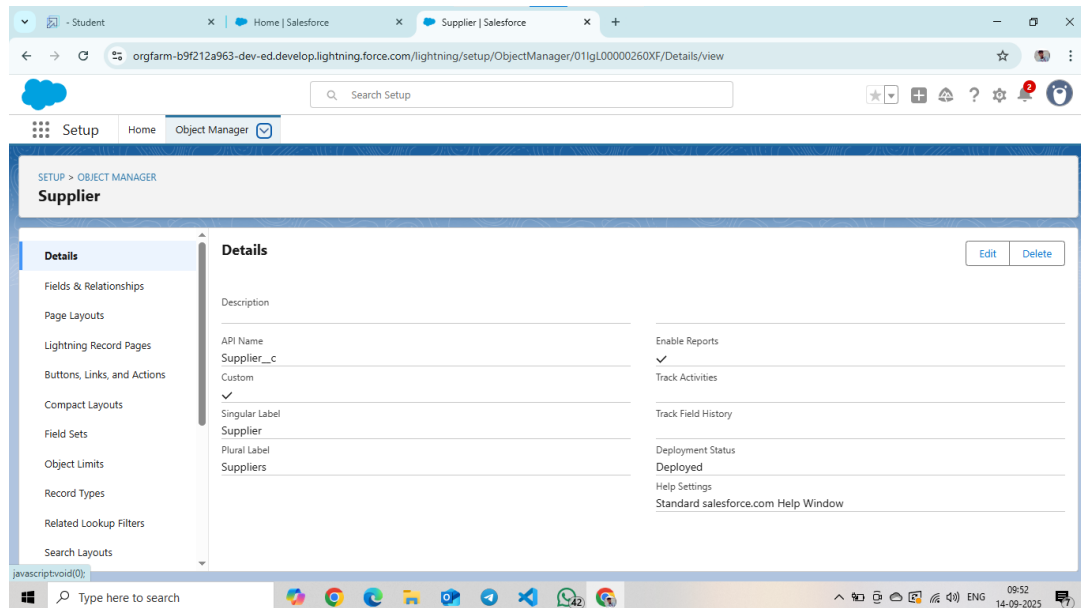 - Student
Home | Salesforce
Supplier | Salesforce
orgfarm-b9f212a963-dev-ed.develop.lightning.force.com/lightning/setup/ObjectManager/01IgL00000260XF/Details/view
Search Setup
2
Setup
Home
Object Manager
SETUP > OBJECT MANAGER
Supplier
Details
Fields & Relationships
Page Layouts
Lightning Record Pages
Buttons, Links, and Actions
Compact Layouts
Field Sets
Object Limits
Record Types
Related Lookup Filters
Search Layouts
Details
Edit
Delete
Description
API Name
Supplier__c
Custom
Singular Label
Supplier
Plural Label
Suppliers
Enable Reports
Track Activities
Track Field History
Deployment Status
Deployed
Help Settings
Standard salesforce.com Help Window
javascript:void(0);
Type here to search
42
ENG
09:52
14-09-2025
7